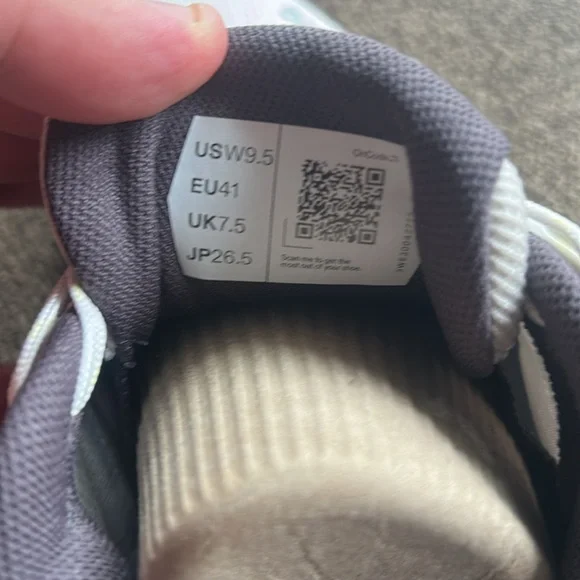 USW9.5
EU41
UK7.5
JP26.5
Scan me to get the
most out of your shoe.